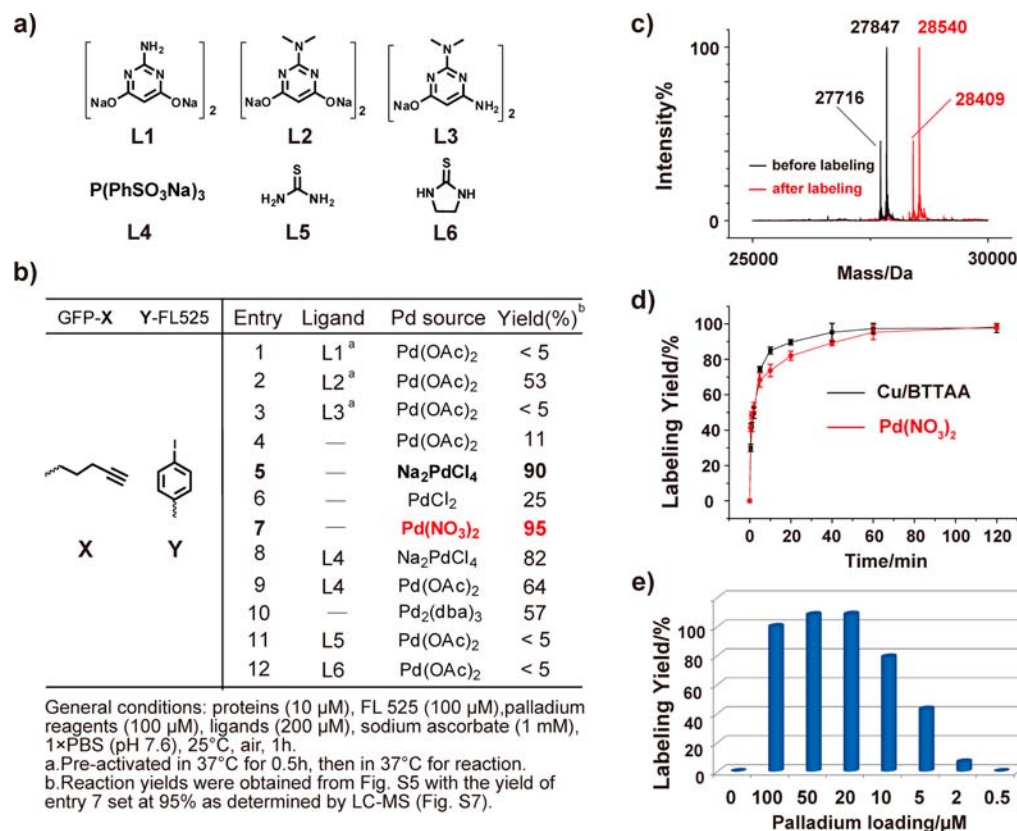 a)
NH₂
N
N
NaO
ONa
2
L1
N
N
N
NaO
ONa
2
L2
N
N
N
NaO
NH₂
2
L3
P(PhSO₃Na)₃
L4
S
NH₂
NH₂
L5
S
HN
NH
L6
b)
GFP-X Y-FL525 Entry Ligand Pd source Yield(%)ᵇ
1 L1ᵃ Pd(OAc)₂ < 5
2 L2ᵃ Pd(OAc)₂ 53
3 L3ᵃ Pd(OAc)₂ < 5
4 — Pd(OAc)₂ 11
5 — Na₂PdCl₄ 90
6 — PdCl₂ 25
7 — Pd(NO₃)₂ 95
8 L4 Na₂PdCl₄ 82
9 L4 Pd(OAc)₂ 64
10 — Pd₂(dba)₃ 57
11 L5 Pd(OAc)₂ < 5
12 L6 Pd(OAc)₂ < 5
I
X Y
General conditions: proteins (10 µM), FL 525 (100 µM),palladium
reagents (100 µM), ligands (200 µM), sodium ascorbate (1 mM),
1×PBS (pH 7.6), 25°C, air, 1h.
a.Pre-activated in 37°C for 0.5h, then in 37°C for reaction.
b.Reaction yields were obtained from Fig. S5 with the yield of
entry 7 set at 95% as determined by LC-MS (Fig. S7).
c)
27847 28540
27716
28409
100
50
0
Intensity%
before labeling
after labeling
25000 30000
Mass/Da
d)
100
80
60
40
20
0
Labeling Yield/%
Cu/BTTAA
Pd(NO₃)₂
0 20 40 60 80 100 120
Time/min
e)
100
80
60
40
20
0
Labeling Yield/%
0 100 50 20 10 5 2 0.5
Palladium loading/µM